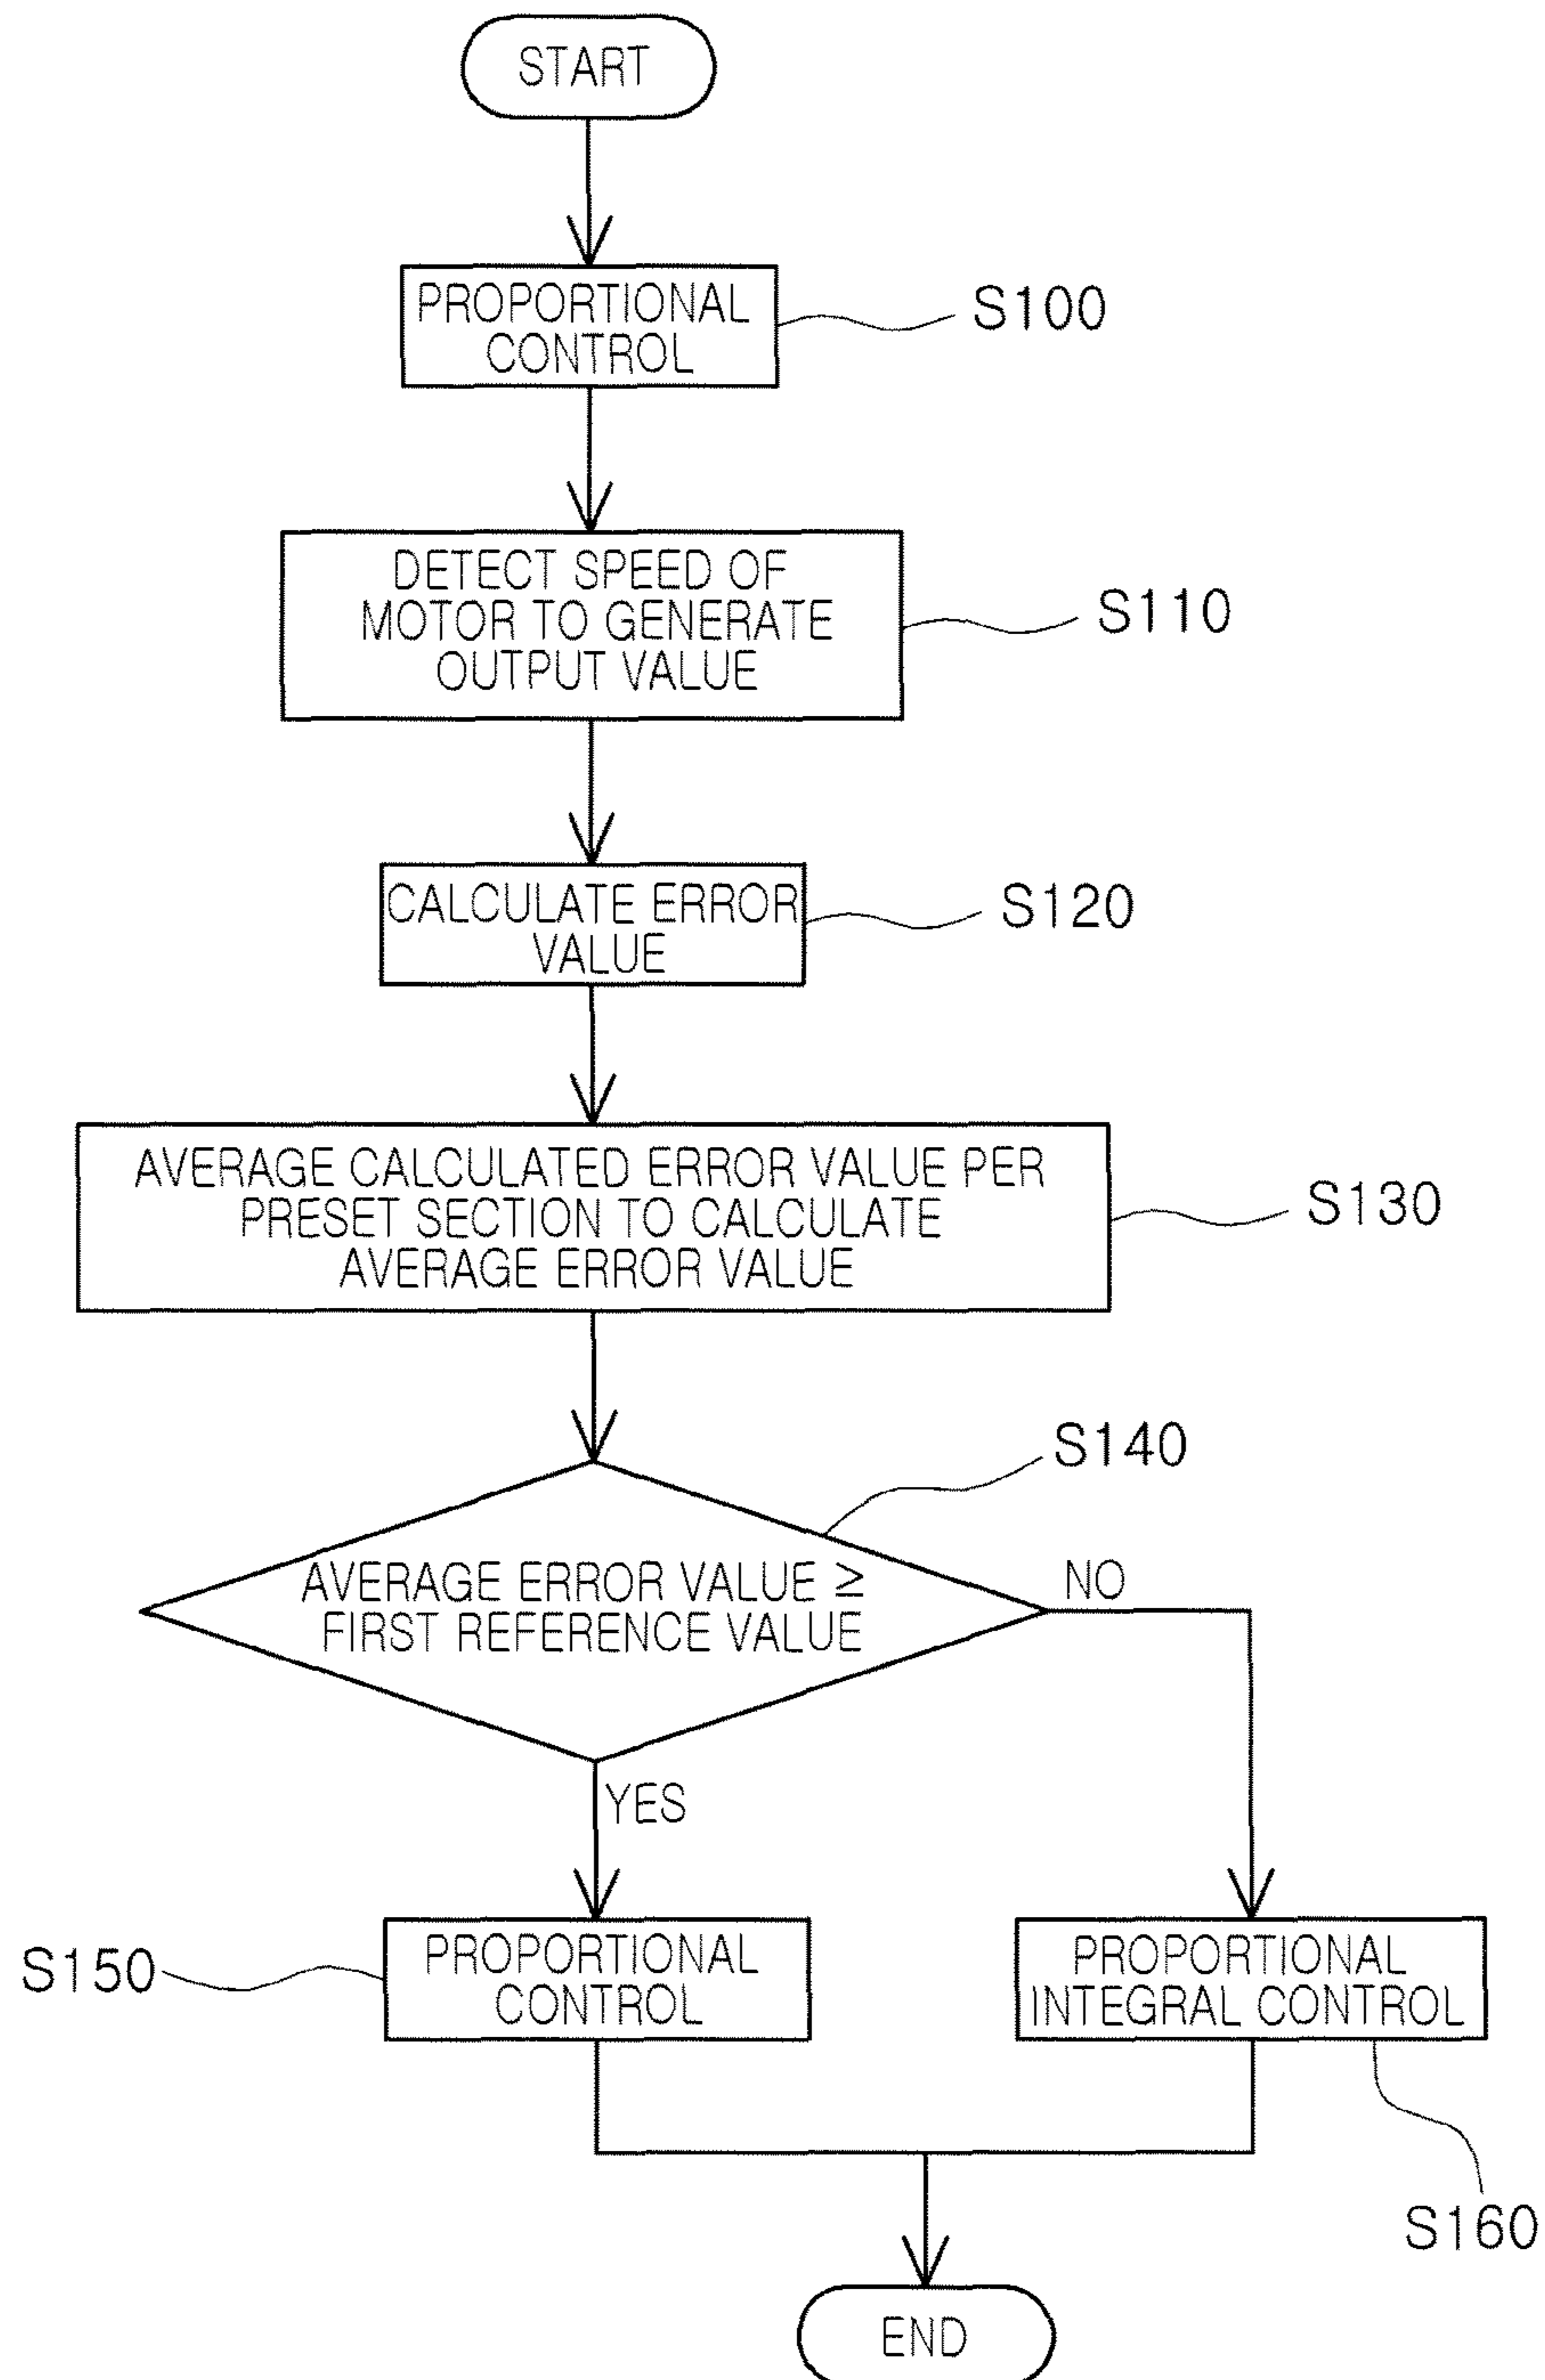 START
PROPORTIONAL
CONTROL
S100
DETECT SPEED OF
MOTOR TO GENERATE
OUTPUT VALUE
S110
CALCULATE ERROR
VALUE
S120
AVERAGE CALCULATED ERROR VALUE PER
PRESET SECTION TO CALCULATE
AVERAGE ERROR VALUE
S130
S140
AVERAGE ERROR VALUE ≥
FIRST REFERENCE VALUE
NO
YES
S150
PROPORTIONAL
CONTROL
PROPORTIONAL
INTEGRAL CONTROL
S160
END